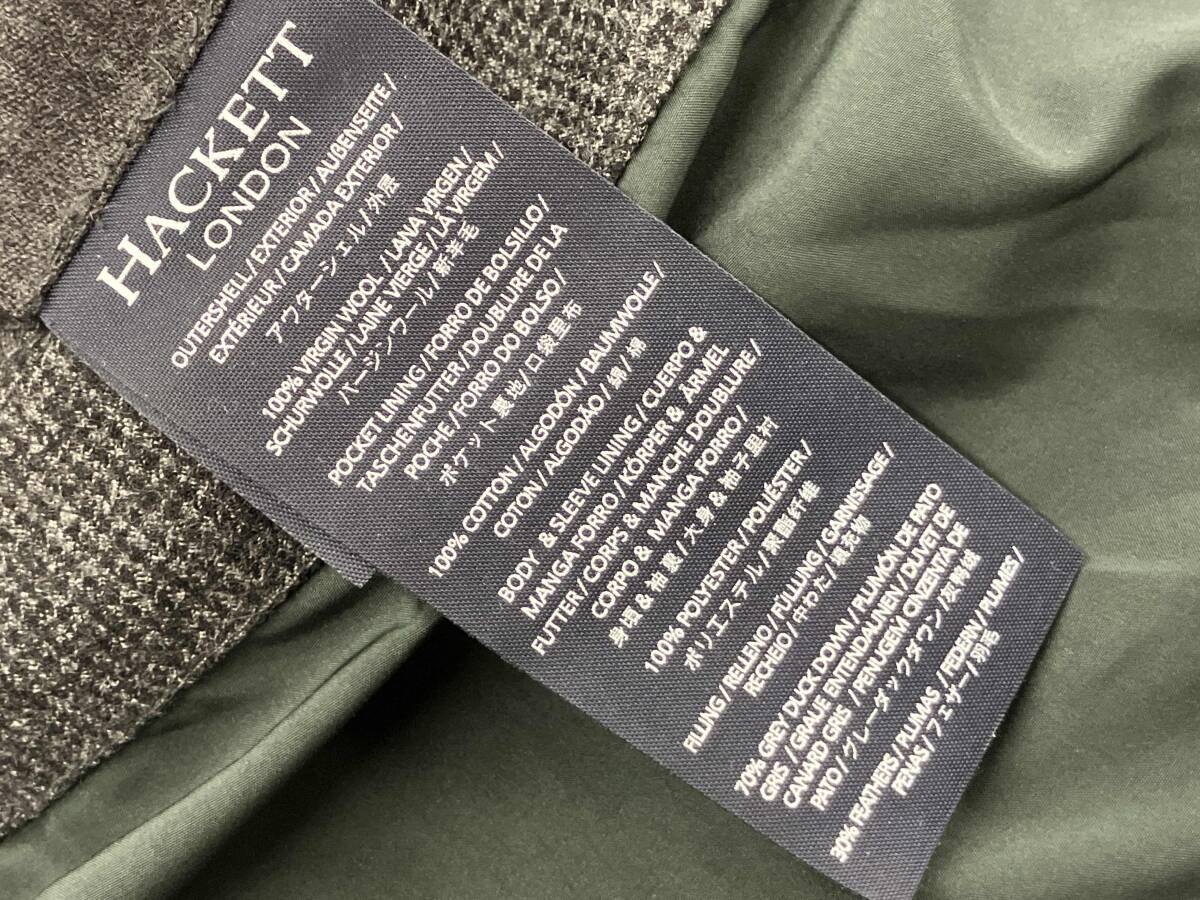 HACKETT
LONDON
OUTERSHELL / EXTERIOR / AUßENSEITE /
EXTÉRIEUR / CAMADA EXTERIOR /
アフターシェル / 外层
100% VIRGIN WOOL / LANA VIRGEN /
SCHURWOLLE / LAINE VIERGE / LÃ VIRGEM /
バージンウール / 新羊毛
POCKET LINING / FORRO DE BOLSILLO /
TASCHENFUTTER / DOUBLURE DE LA
POCHE / FORRO DO BOLSO /
ポケット裏地 / 口袋里布
100% COTTON / ALGODÓN / BAUMWOLLE /
COTON / ALGODÃO / 綿 / 棉
BODY & SLEEVE LINING / CUERPO &
MANGA FORRO / KÖRPER & ÄRMEL
FUTTER / CORPS & MANCHE DOUBLURE /
CORPO & MANGA FORRO /
身裡 & 袖裏 / 大身 & 袖子里衬
100% POLYESTER / POLIÉSTER /
ポリエステル / 聚酯纤维
FILLING / RELLENO / FÜLLUNG / GARNISSAGE /
RECHEIO / 中わた / 填充物
70% GREY DUCK DOWN / PLUMÓN DE PATO
GRIS / GRAUE ENTENDAUNEN / DUVET DE
CANARD GRIS / PENUGEM CINZENTA DE
PATO / グレーダックダウン / 灰鸭绒
30% FEATHERS / PLUMAS / FEDERN / PLUMES /
PENAS / フェザー / 羽毛